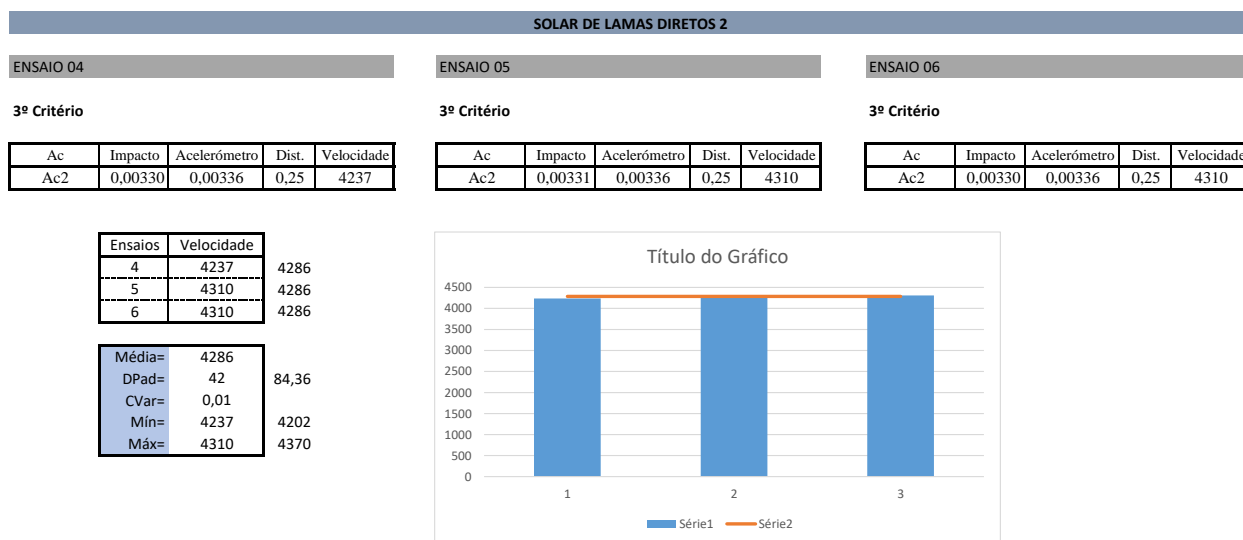 SOLAR DE LAMAS DIRETOS 2
ENSAIO 04
3º Critério
Ac Impacto Acelerómetro Dist. Velocidade
Ac2 0,00330 0,00336 0,25 4237
ENSAIO 05
3º Critério
Ac Impacto Acelerómetro Dist. Velocidade
Ac2 0,00331 0,00336 0,25 4310
ENSAIO 06
3º Critério
Ac Impacto Acelerómetro Dist. Velocidade
Ac2 0,00330 0,00336 0,25 4310
Ensaios Velocidade
4 4237 4286
5 4310 4286
6 4310 4286
Média= 4286
DPad= 42 84,36
CVar= 0,01
Mín= 4237 4202
Máx= 4310 4370
Título do Gráfico
4500
4000
3500
3000
2500
2000
1500
1000
500
0
1 2 3
Série1 Série2